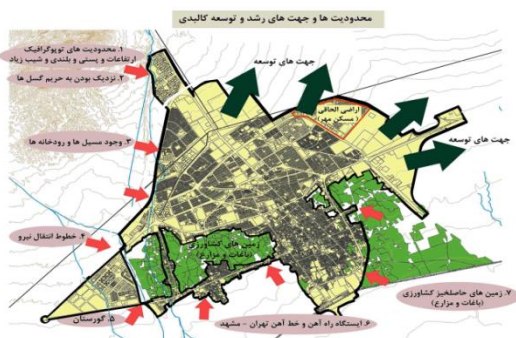 محدودیت ها و جهت های رشد و توسعه کالبدی
۱. محدودیت های توپوگرافیک
ارتفاعات و پستی و بلندی و شیب زیاد
۲. نزدیک بودن به حریم گسل ها
جهت های توسعه
اراضی الحاقی
(مسکن مهر)
جهت های توسعه
۳. وجود مسیل ها و رودخانه ها
۴. خطوط انتقال نیرو
زمین های کشاورزی
(باغات و مزارع)
۷. زمین های حاصلخیز کشاورزی
(باغات و مزارع)
۵. گورستان
۶. ایستگاه راه آهن و خط آهن تهران - مشهد